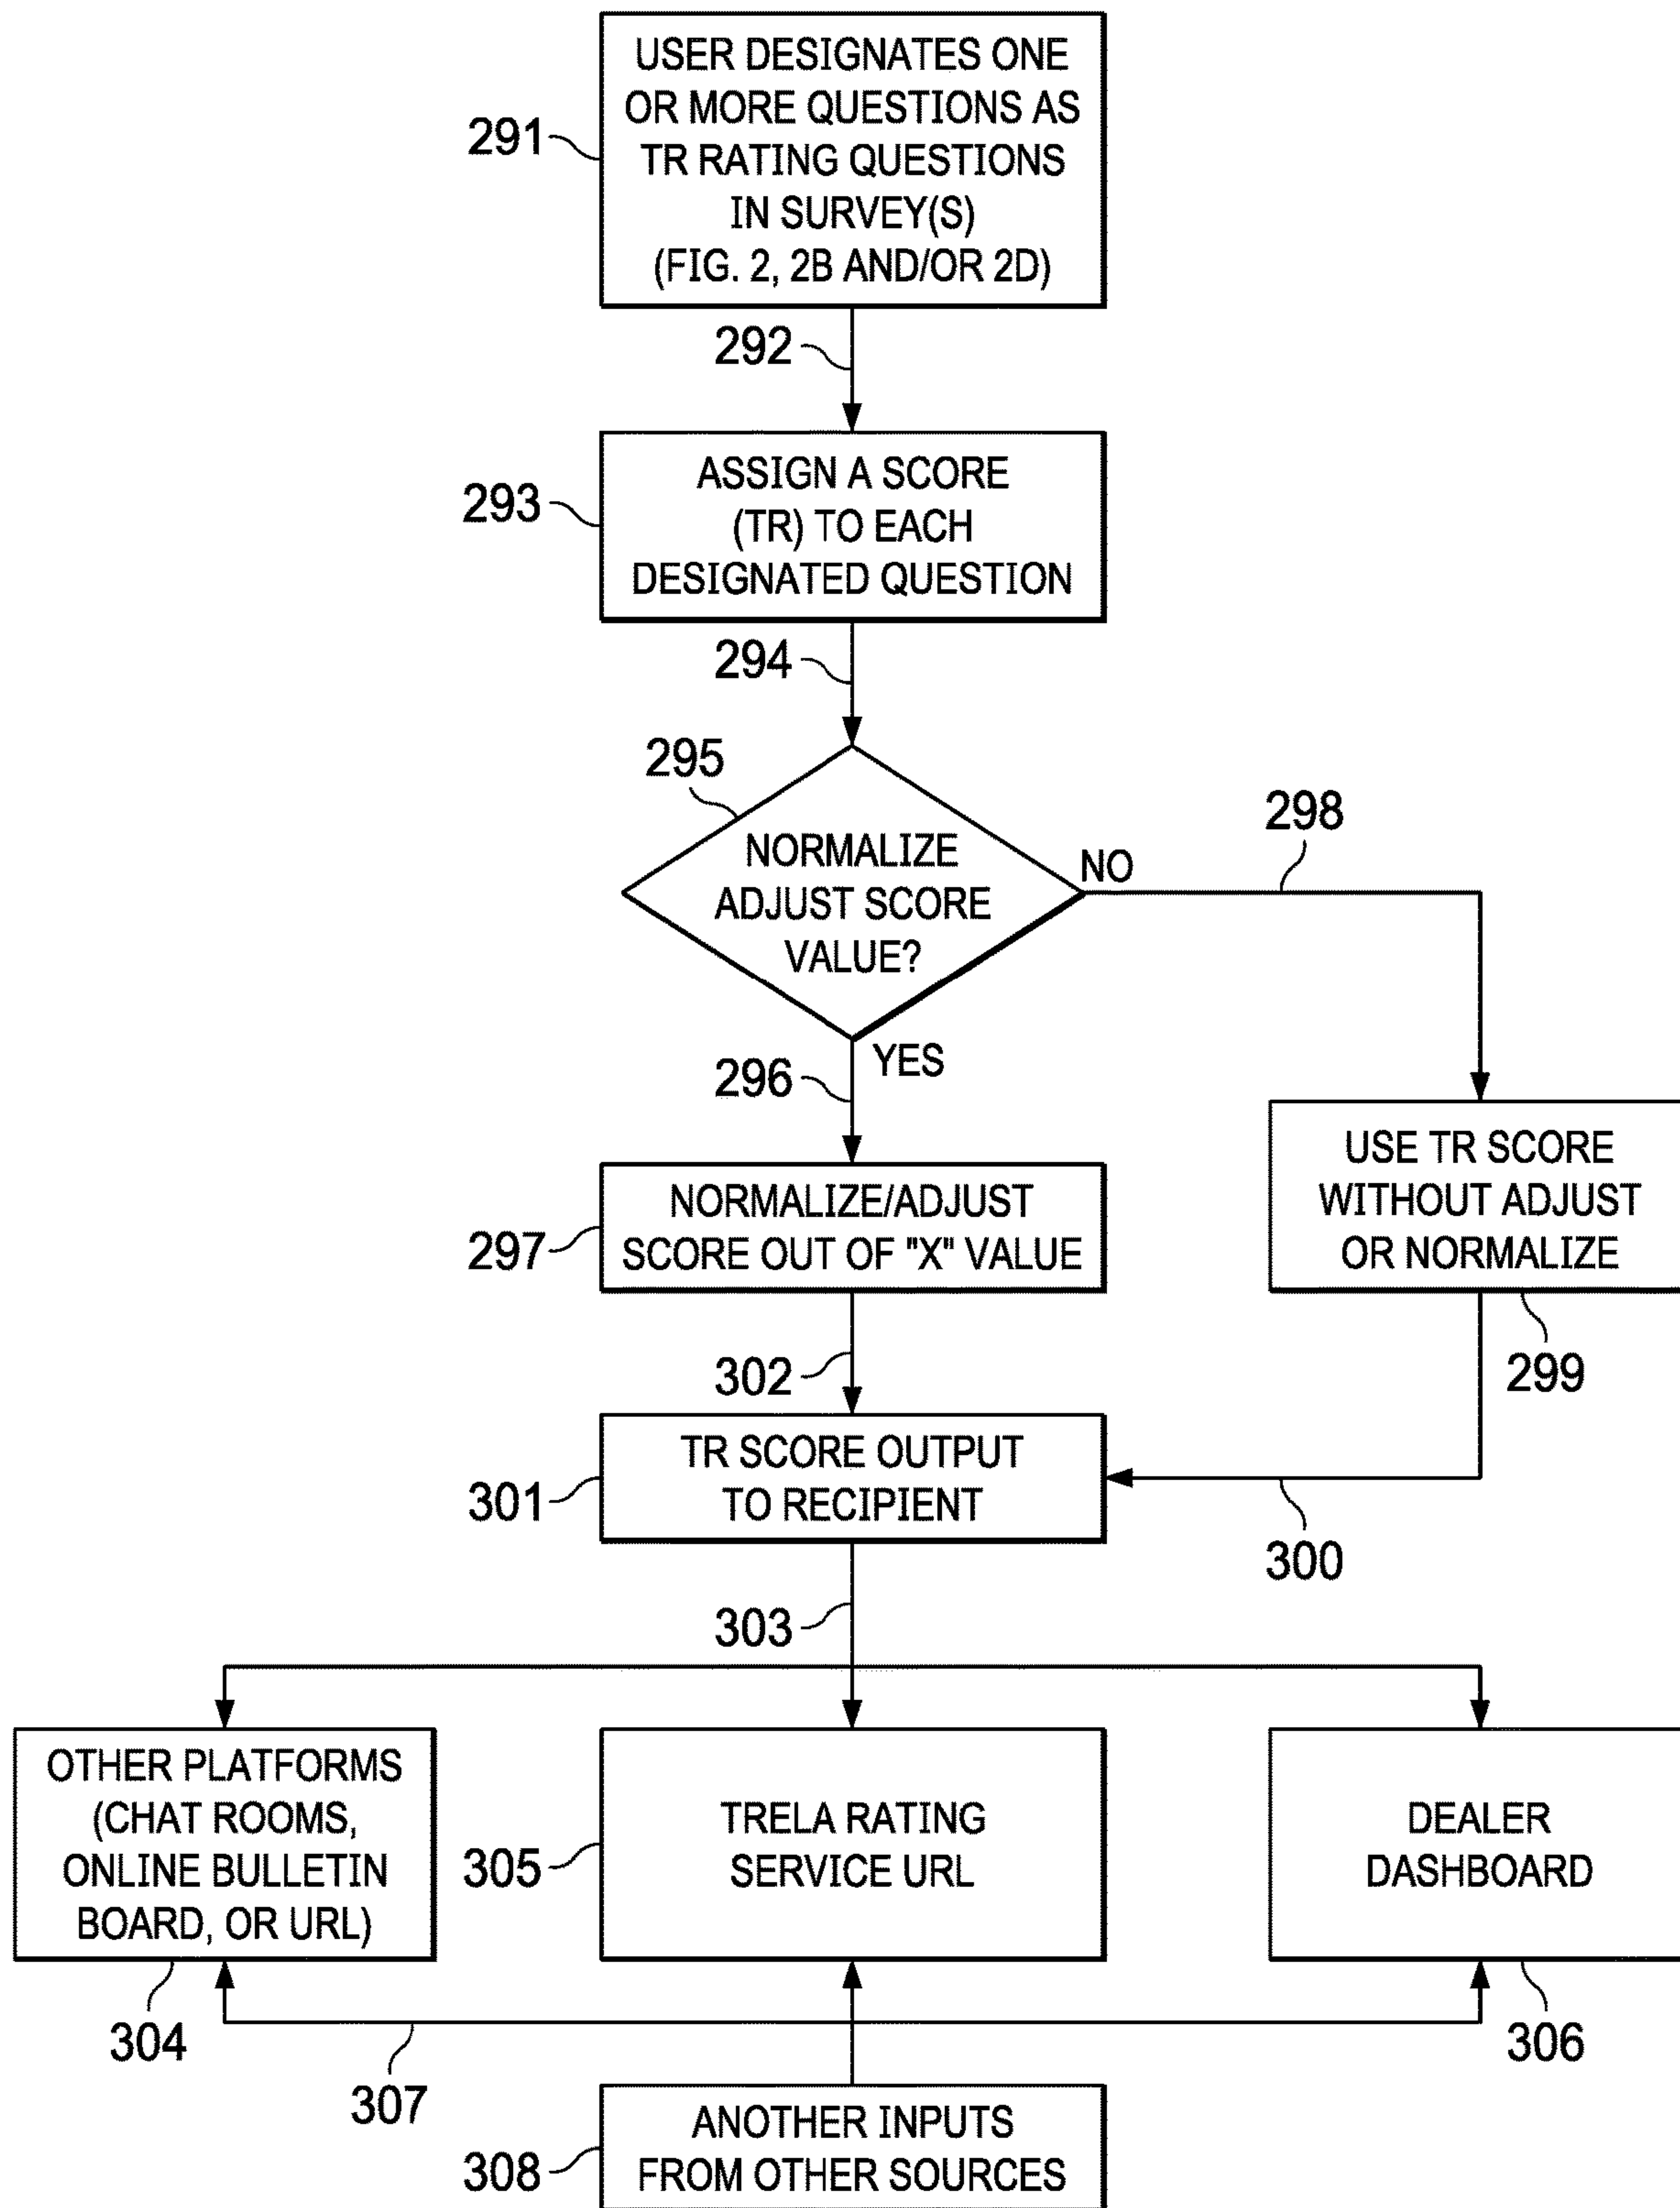 USER DESIGNATES ONE
OR MORE QUESTIONS AS
TR RATING QUESTIONS
IN SURVEY(S)
(FIG. 2, 2B AND/OR 2D)
291
292
ASSIGN A SCORE
(TR) TO EACH
DESIGNATED QUESTION
293
294
295
NORMALIZE
ADJUST SCORE
VALUE?
NO
298
YES
296
NORMALIZE/ADJUST
SCORE OUT OF "X" VALUE
297
USE TR SCORE
WITHOUT ADJUST
OR NORMALIZE
299
302
TR SCORE OUTPUT
TO RECIPIENT
301
300
303
OTHER PLATFORMS
(CHAT ROOMS,
ONLINE BULLETIN
BOARD, OR URL)
304
TRELA RATING
SERVICE URL
305
DEALER
DASHBOARD
306
307
ANOTHER INPUTS
FROM OTHER SOURCES
308